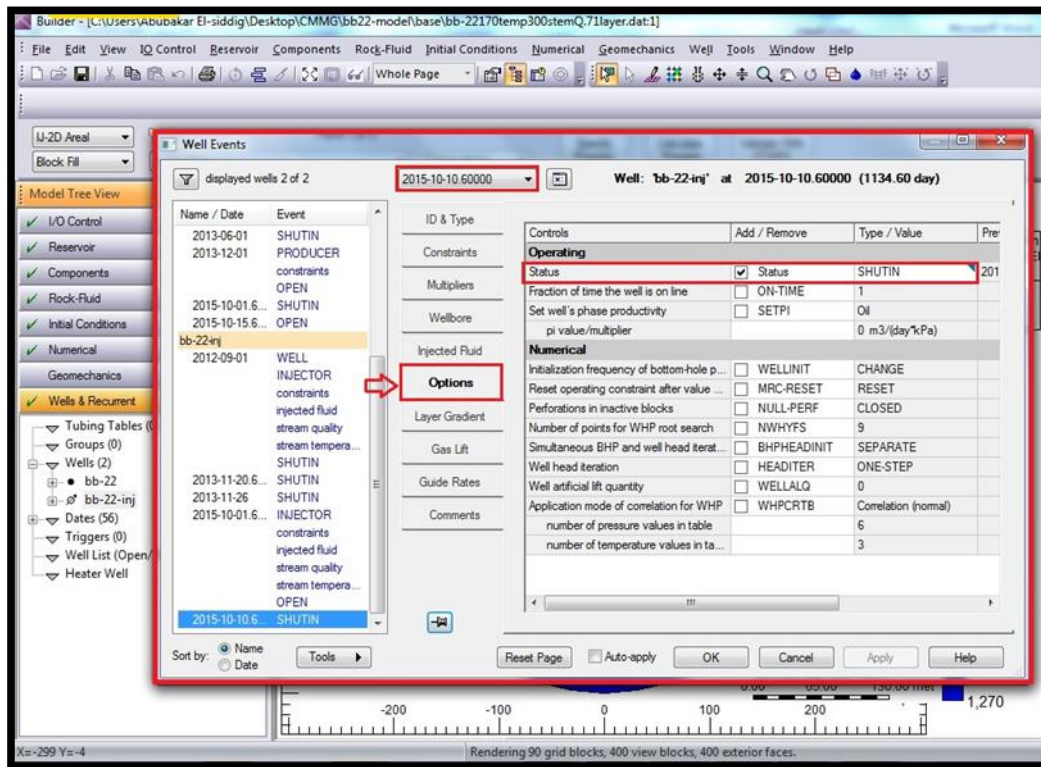 Builder - [C:\Users\Abubakar El-siddig\Desktop\CMMG\bb22-model\base\bb-22170temp300stemQ.71layer.dat:1]
File Edit View IO Control Reservoir Components Rock-Fluid Initial Conditions Numerical Geomechanics Well Tools Window Help
Whole Page
IJ-2D Areal
Block Fill
Model Tree View
I/O Control
Reservoir
Components
Rock-Fluid
Initial Conditions
Numerical
Geomechanics
Wells & Recurrent
Tubing Tables (0
Groups (0)
Wells (2)
bb-22
bb-22-inj
Dates (56)
Triggers (0)
Well List (Open/
Heater Well
Well Events
displayed wells 2 of 2
2015-10-10.60000
Well: 'bb-22-inj' at 2015-10-10.60000 (1134.60 day)
Name / Date Event
2013-06-01 SHUTIN
2013-12-01 PRODUCER
constraints
OPEN
2015-10-01.6... SHUTIN
2015-10-15.6... OPEN
bb-22-inj
2012-09-01 WELL
INJECTOR
constraints
injected fluid
stream quality
stream tempera...
SHUTIN
2013-11-20.6... SHUTIN
2013-11-26 SHUTIN
2015-10-01.6... INJECTOR
constraints
injected fluid
stream quality
stream tempera...
OPEN
2015-10-10.6... SHUTIN
ID & Type
Constraints
Multipliers
Wellbore
Injected Fluid
Options
Layer Gradient
Gas Lift
Guide Rates
Comments
Controls Add / Remove Type / Value Pre
Operating
Status Status SHUTIN 201
Fraction of time the well is on line ON-TIME 1
Set well's phase productivity SETPI Oil
pi value/multiplier 0 m3/(day*kPa)
Numerical
Initialization frequency of bottom-hole p... WELLINIT CHANGE
Reset operating constraint after value ... MRC-RESET RESET
Perforations in inactive blocks NULL-PERF CLOSED
Number of points for WHP root search NWHYFS 9
Simultaneous BHP and well head iterat... BHPHEADINIT SEPARATE
Well head iteration HEADITER ONE-STEP
Well artificial lift quantity WELLALQ 0
Application mode of correlation for WHP WHPCRTB Correlation (normal)
number of pressure values in table 6
number of temperature values in ta... 3
Sort by: Name
Date
Tools
Reset Page Auto-apply OK Cancel Apply Help
0.00 65.00 130.00 met
1,270
-200 -100 0 100 200
X=-299 Y=-4
Rendering 90 grid blocks, 400 view blocks, 400 exterior faces.